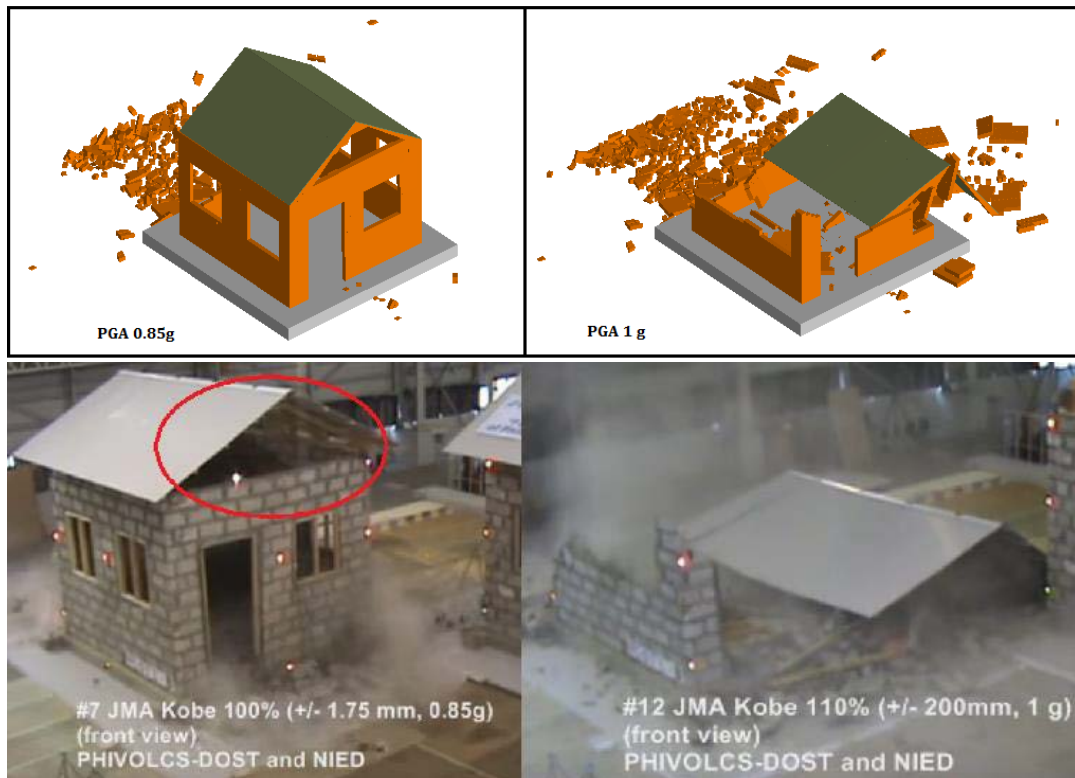 PGA 0.85g
PGA 1 g
#7 JMA Kobe 100% (+/- 1.75 mm, 0.85g)
(front view)
PHIVOLCS-DOST and NIED
#12 JMA Kobe 110% (+/- 200mm, 1 g)
(front view)
PHIVOLCS-DOST and NIED